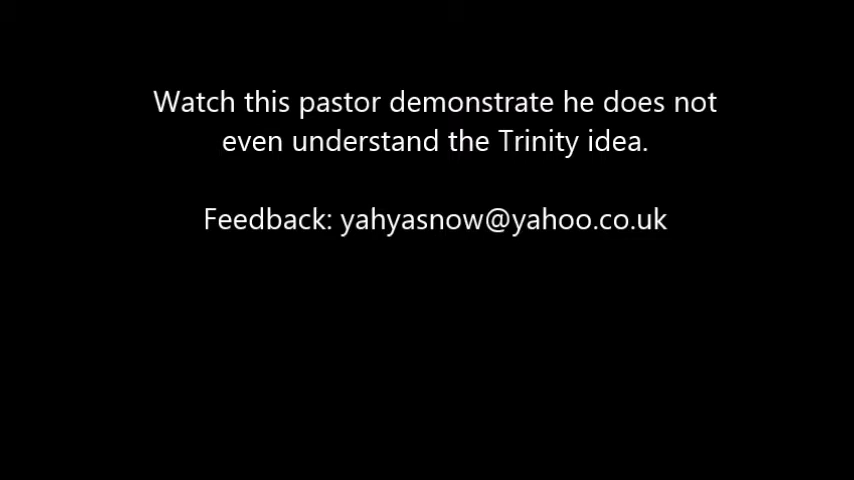 Watch this pastor demonstrate he does not
even understand the Trinity idea.
Feedback: yahyasnow@yahoo.co.uk